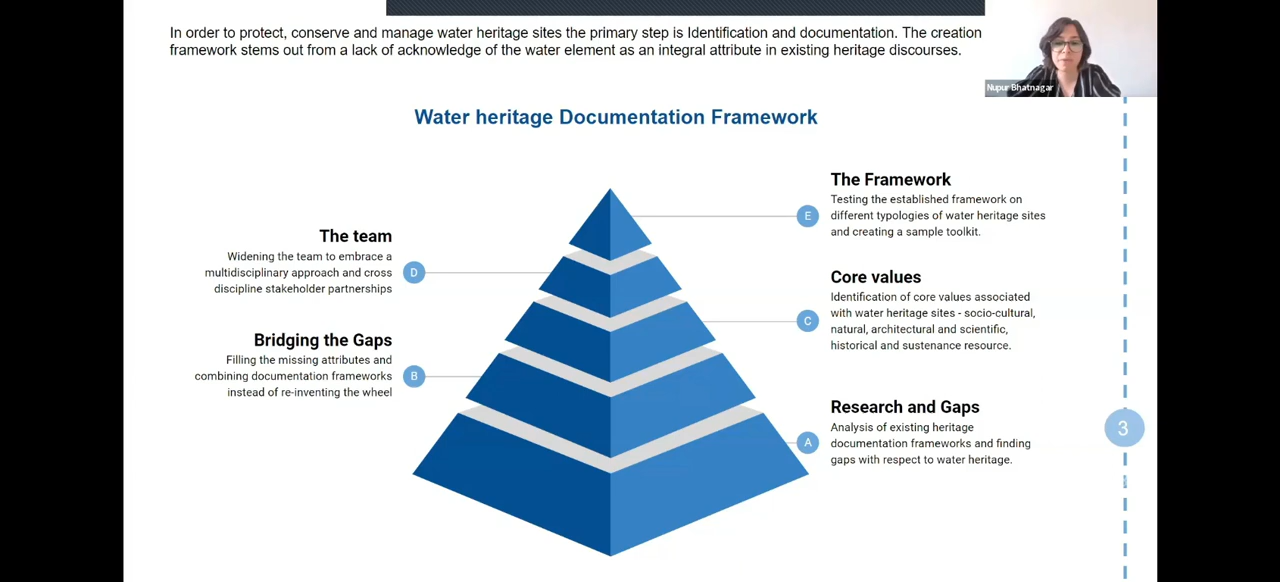 In order to protect, conserve and manage water heritage sites the primary step is Identification and documentation. The creation
framework stems out from a lack of acknowledge of the water element as an integral attribute in existing heritage discourses.
Nupur Bhatnagar
Water heritage Documentation Framework
The Framework
Testing the established framework on
different typologies of water heritage sites
and creating a sample toolkit.
E
The team
Widening the team to embrace a
multidisciplinary approach and cross
discipline stakeholder partnerships
D
Core values
Identification of core values associated
with water heritage sites - socio-cultural,
natural, architectural and scientific,
historical and sustenance resource.
C
Bridging the Gaps
Filling the missing attributes and
combining documentation frameworks
instead of re-inventing the wheel
B
Research and Gaps
Analysis of existing heritage
documentation frameworks and finding
gaps with respect to water heritage.
A
3